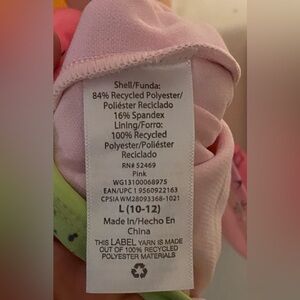 Shell/Funda:
84% Recycled Polyester/
Poliéster Reciclado
16% Spandex
Lining/Forro:
100% Recycled
Polyester/Poliéster
Reciclado
RN# 52469
Pink
WG13100068975
EAN/UPC 1 9560922163
CPSIA WM28093368-1021
L (10-12)
Made In/Hecho En
China
THIS LABEL YARN IS MADE
OUT OF 100% RECYCLED
POLYESTER MATERIALS